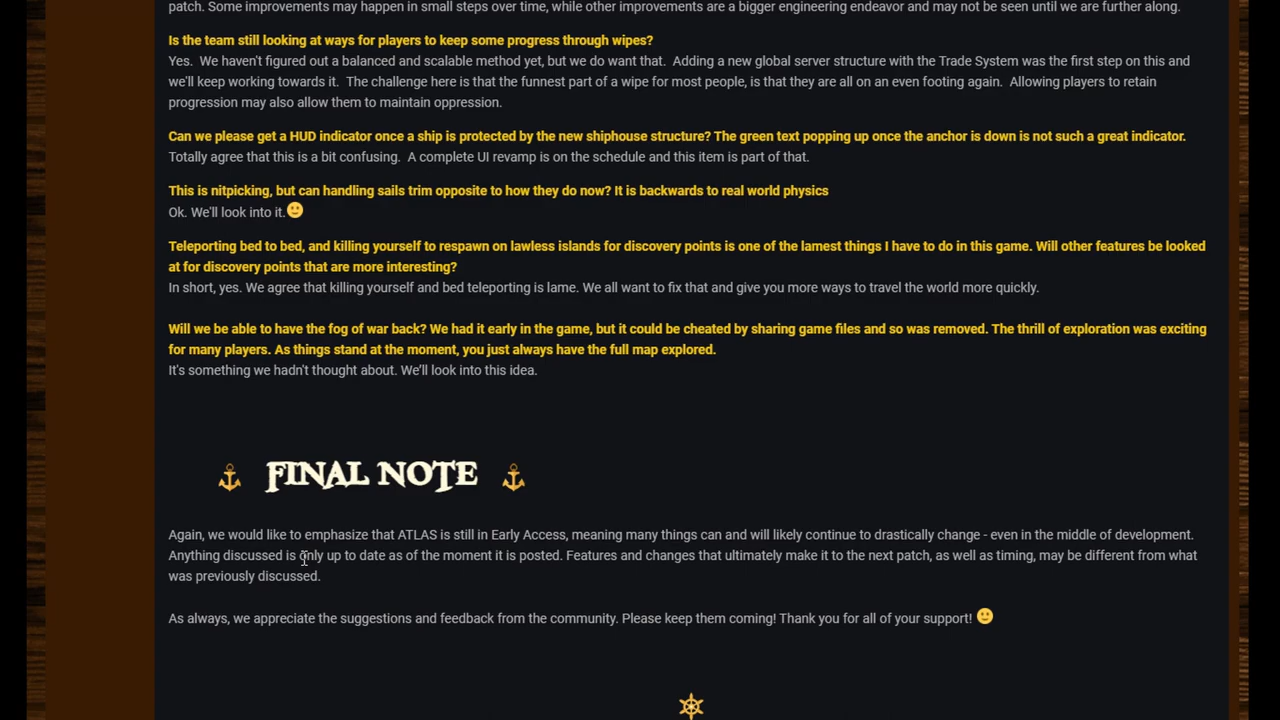 patch. Some improvements may happen in small steps over time, while other improvements are a bigger engineering endeavor and may not be seen until we are further along.
Is the team still looking at ways for players to keep some progress through wipes?
Yes.  We haven't figured out a balanced and scalable method yet, but we do want that.  Adding a new global server structure with the Trade System was the first step on this and
we'll keep working towards it.  The challenge here is that the funnest part of a wipe for most people, is that they are all on an even footing again.  Allowing players to retain
progression may also allow them to maintain oppression.
Can we please get a HUD indicator once a ship is protected by the new shiphouse structure? The green text popping up once the anchor is down is not such a great indicator.
Totally agree that this is a bit confusing.  A complete UI revamp is on the schedule and this item is part of that.
This is nitpicking, but can handling sails trim opposite to how they do now? It is backwards to real world physics
Ok. We'll look into it.
Teleporting bed to bed, and killing yourself to respawn on lawless islands for discovery points is one of the lamest things I have to do in this game. Will other features be looked
at for discovery points that are more interesting?
In short, yes. We agree that killing yourself and bed teleporting is lame. We all want to fix that and give you more ways to travel the world more quickly.
Will we be able to have the fog of war back? We had it early in the game, but it could be cheated by sharing game files and so was removed. The thrill of exploration was exciting
for many players. As things stand at the moment, you just always have the full map explored.
It's something we hadn't thought about. We'll look into this idea.
FINAL NOTE
Again, we would like to emphasize that ATLAS is still in Early Access, meaning many things can and will likely continue to drastically change - even in the middle of development.
Anything discussed is only up to date as of the moment it is posted. Features and changes that ultimately make it to the next patch, as well as timing, may be different from what
was previously discussed.
As always, we appreciate the suggestions and feedback from the community. Please keep them coming! Thank you for all of your support!